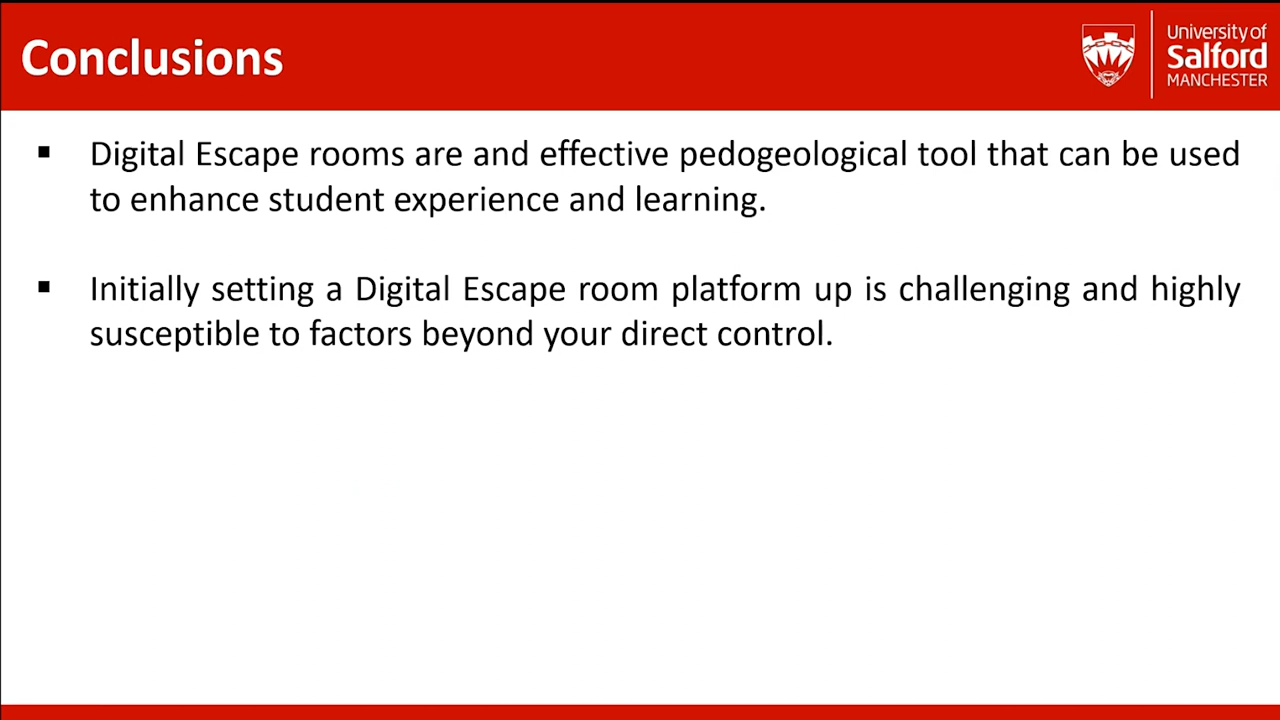 Conclusions
University of
Salford
MANCHESTER
▪ Digital Escape rooms are and effective pedogeological tool that can be used
to enhance student experience and learning.
▪ Initially setting a Digital Escape room platform up is challenging and highly
susceptible to factors beyond your direct control.